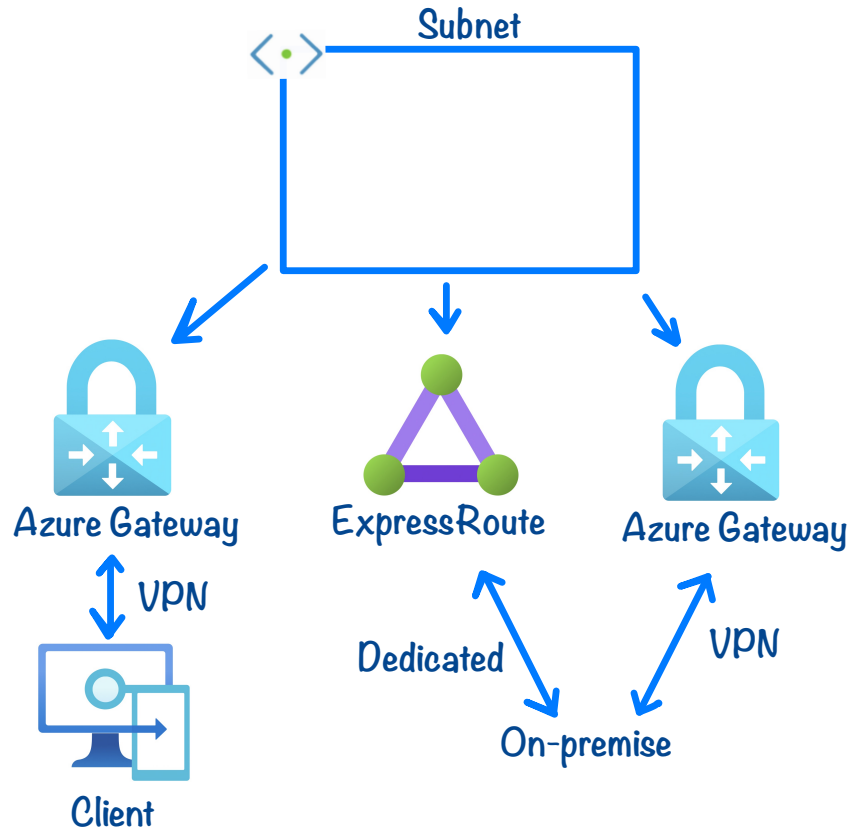 Subnet
Azure Gateway
ExpressRoute
Azure Gateway
VPN
Dedicated
VPN
On-premise
Client